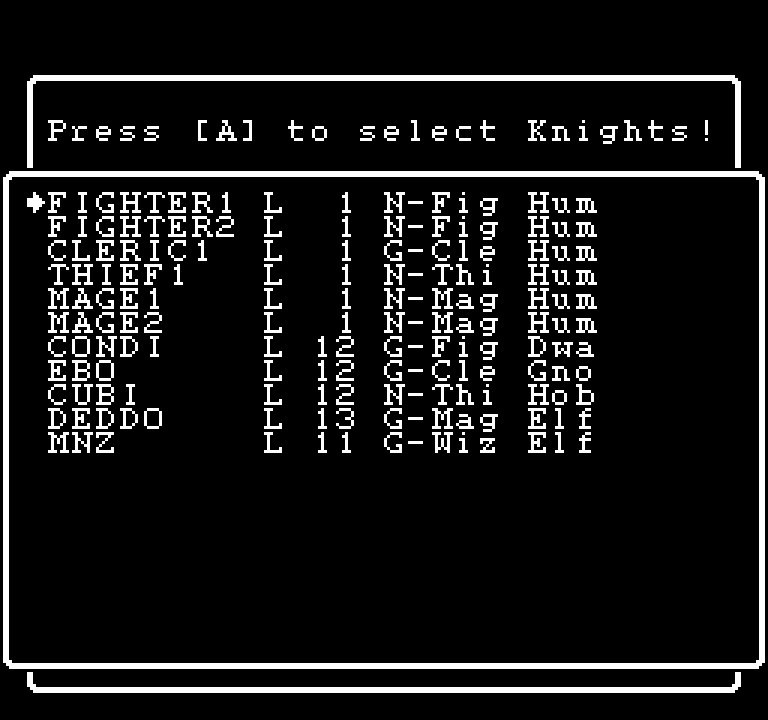 Press [A] to select Knights!
FIGHTER1 L 1 N-Fig Hum
FIGHTER2 L 1 N-Fig Hum
CLERIC1 L 1 G-Cle Hum
THIEF1 L 1 N-Thi Hum
MAGE1 L 1 N-Mag Hum
MAGE2 L 1 N-Mag Hum
CONDI L 12 G-Fig Dwa
EBO L 12 G-Cle Gno
CUBI L 12 N-Thi Hob
DEDDO L 13 G-Mag Elf
MNZ L 11 G-Wiz Elf